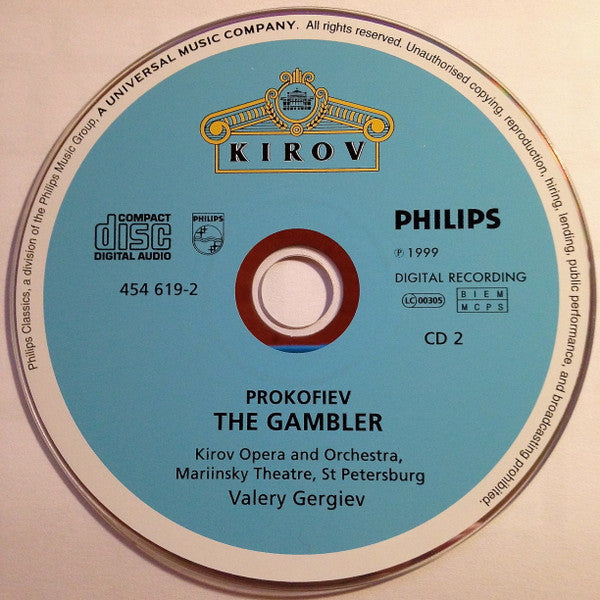 Philips Classics, a division of the Philips Music Group, A UNIVERSAL MUSIC COMPANY. All rights reserved. Unauthorised copying, reproduction, hiring, lending, public performance, and broadcasting prohibited.
KIROV
COMPACT
disc
DIGITAL AUDIO
PHILIPS
454 619-2
PHILIPS
℗ 1999
DIGITAL RECORDING
LC 00305
BIEM
MCPS
CD 2
PROKOFIEV
THE GAMBLER
Kirov Opera and Orchestra,
Mariinsky Theatre, St Petersburg
Valery Gergiev